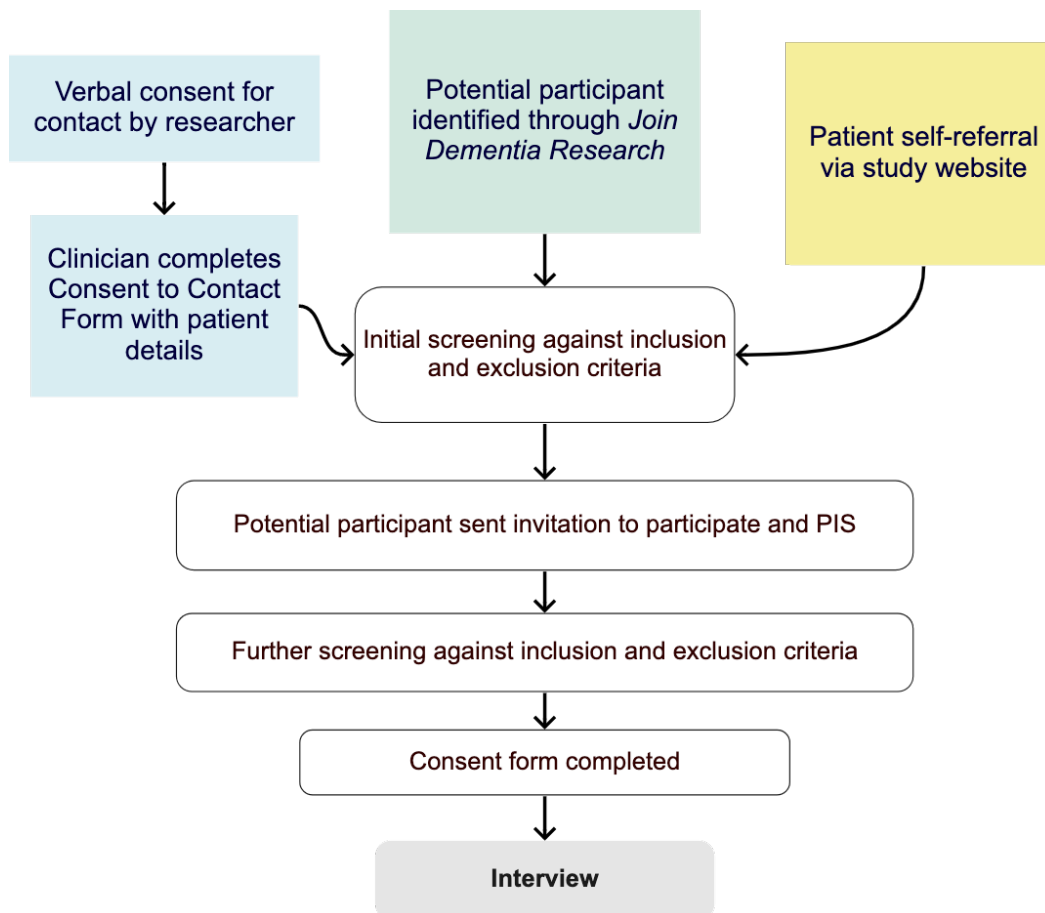 Verbal consent for
contact by researcher
Clinician completes
Consent to Contact
Form with patient
details
Potential participant
identified through Join
Dementia Research
Patient self-referral
via study website
Initial screening against inclusion
and exclusion criteria
Potential participant sent invitation to participate and PIS
Further screening against inclusion and exclusion criteria
Consent form completed
Interview